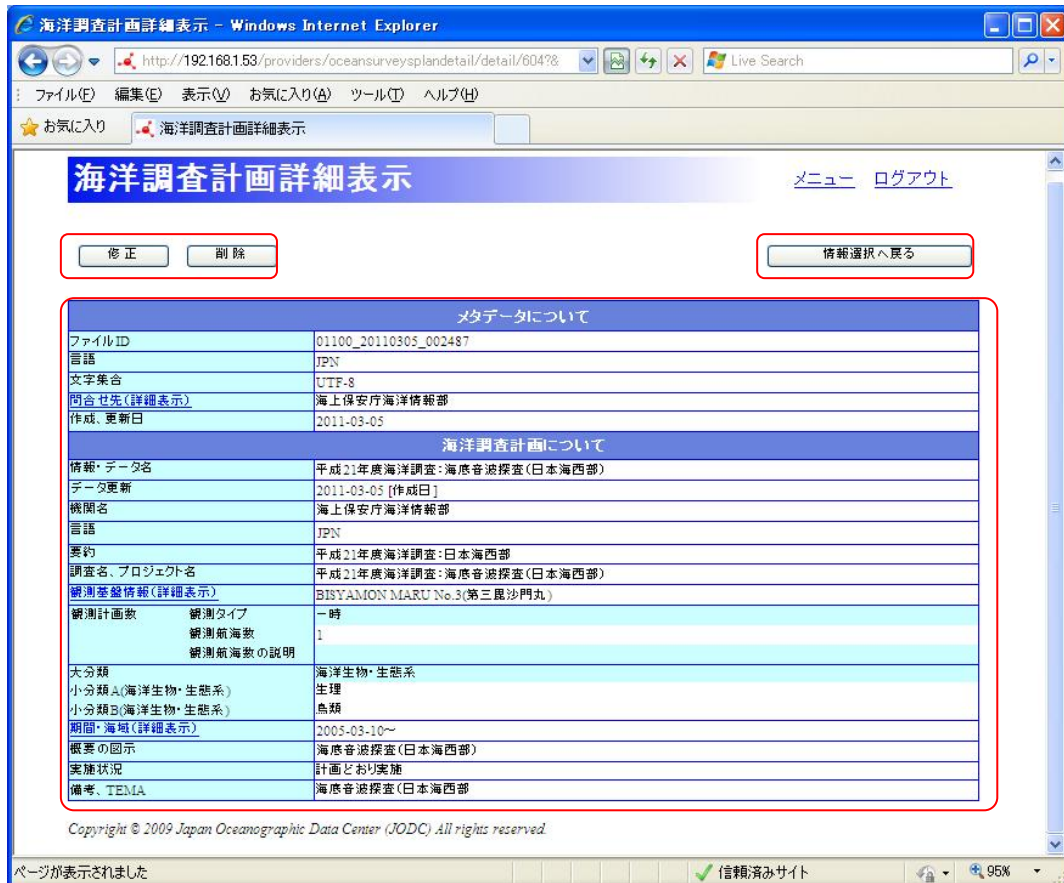 海洋調査計画詳細表示 - Windows Internet Explorer
http://192.168.1.53/providers/oceansurveysplandetail/detail/604?&
Live Search
ファイル(F) 編集(E) 表示(V) お気に入り(A) ツール(T) ヘルプ(H)
お気に入り 海洋調査計画詳細表示
海洋調査計画詳細表示 メニュー ログアウト
修正 削除 情報選択へ戻る
メタデータについて
ファイルID 01100_20110305_002487
言語 JPN
文字集合 UTF-8
問合せ先(詳細表示) 海上保安庁海洋情報部
作成、更新日 2011-03-05
海洋調査計画について
情報・データ名 平成21年度海洋調査:海底音波探査(日本海西部)
データ更新 2011-03-05 [作成日]
機関名 海上保安庁海洋情報部
言語 JPN
要約 平成21年度海洋調査:日本海西部
調査名、プロジェクト名 平成21年度海洋調査:海底音波探査(日本海西部)
観測基盤情報(詳細表示) BISYAMON MARU No.3(第三毘沙門丸)
観測計画数 観測タイプ 一時
観測航海数 1
観測航海数の説明
大分類 海洋生物・生態系
小分類A(海洋生物・生態系) 生理
小分類B(海洋生物・生態系) 鳥類
期間・海域(詳細表示) 2005-03-10～
概要の図示 海底音波探査(日本海西部)
実施状況 計画どおり実施
備考、TEMA 海底音波探査(日本海西部
Copyright © 2009 Japan Oceanographic Data Center (JODC) All rights reserved.
ページが表示されました 信頼済みサイト 95%